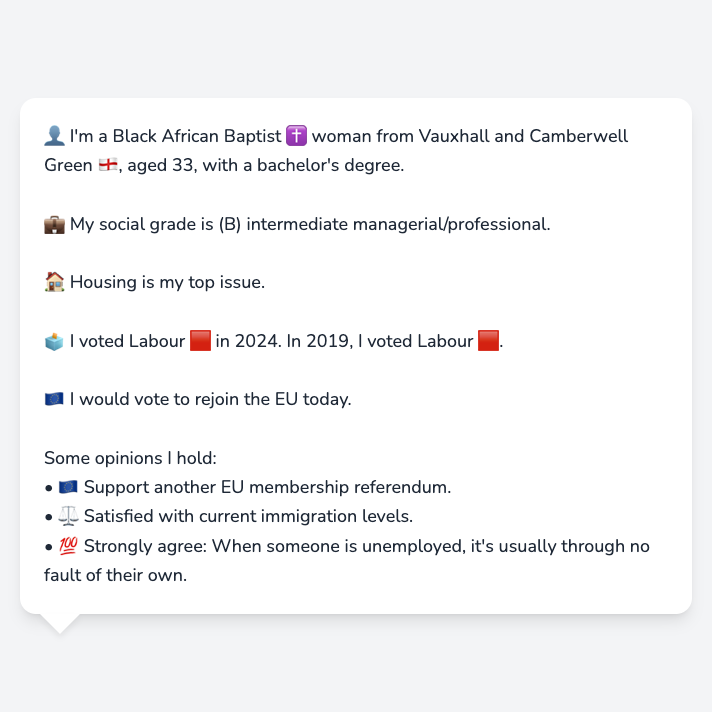 👤 I'm a Black African Baptist ✝️ woman from Vauxhall and Camberwell
Green 🏴󠁧󠁢󠁥󠁮󠁧󠁿, aged 33, with a bachelor's degree.
💼 My social grade is (B) intermediate managerial/professional.
🏠 Housing is my top issue.
🗳️ I voted Labour 🟥 in 2024. In 2019, I voted Labour 🟥.
🇪🇺 I would vote to rejoin the EU today.
Some opinions I hold:
• 🇪🇺 Support another EU membership referendum.
• ⚖️ Satisfied with current immigration levels.
• 💯 Strongly agree: When someone is unemployed, it's usually through no
fault of their own.